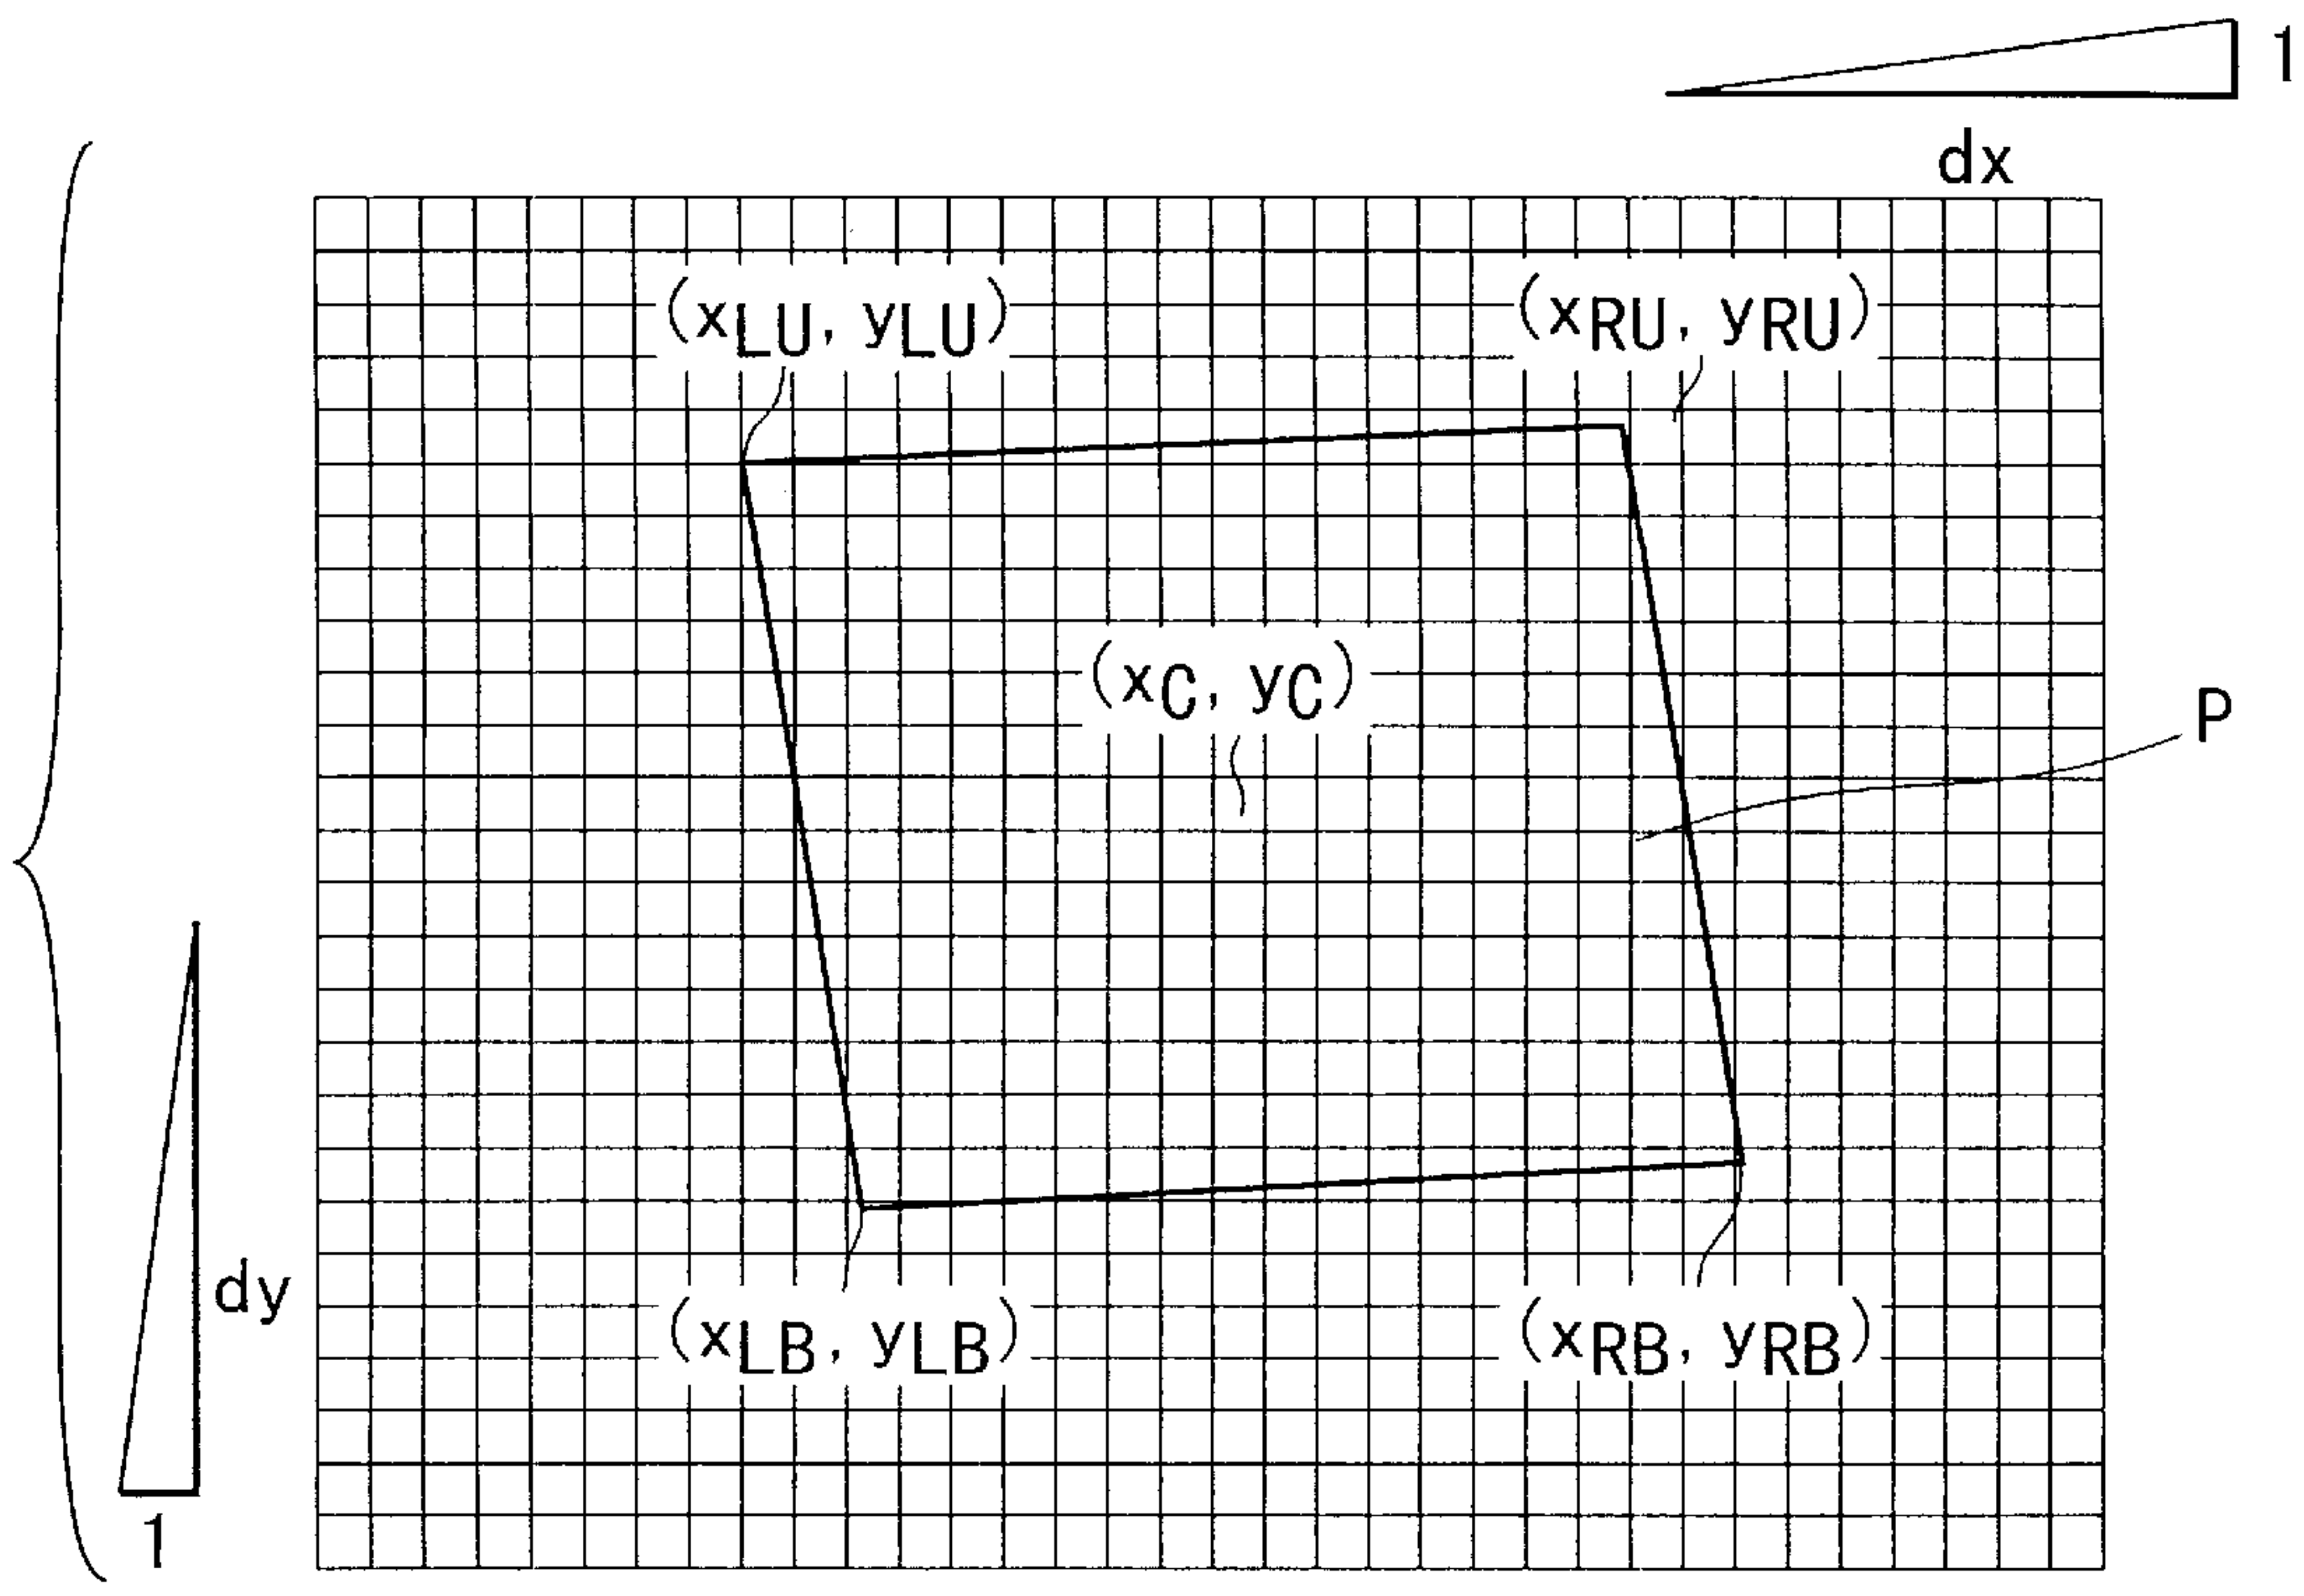 1
dx
(xLU, yLU) (xRU, yRU)
(xC, yC)
P
dy
(xLB, yLB) (xRB, yRB)
1